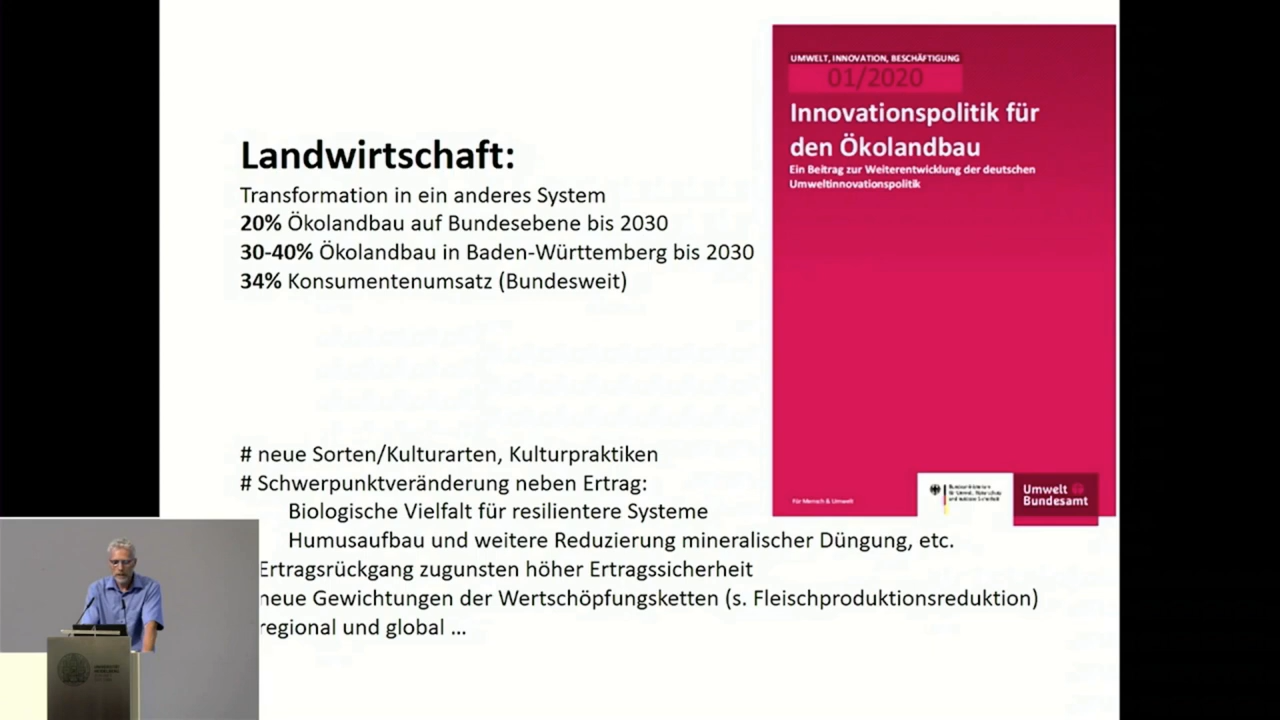 Landwirtschaft:
Transformation in ein anderes System
20% Ökolandbau auf Bundesebene bis 2030
30-40% Ökolandbau in Baden-Württemberg bis 2030
34% Konsumentenumsatz (Bundesweit)
# neue Sorten/Kulturarten, Kulturpraktiken
# Schwerpunktveränderung neben Ertrag:
Biologische Vielfalt für resilientere Systeme
Humusaufbau und weitere Reduzierung mineralischer Düngung, etc.
Ertragsrückgang zugunsten höher Ertragssicherheit
neue Gewichtungen der Wertschöpfungsketten (s. Fleischproduktionsreduktion)
regional und global ...
UMWELT, INNOVATION, BESCHÄFTIGUNG
01/2020
Innovationspolitik für
den Ökolandbau
Ein Beitrag zur Weiterentwicklung der deutschen
Umweltinnovationspolitik
Für Mensch & Umwelt
Umwelt
Bundesamt